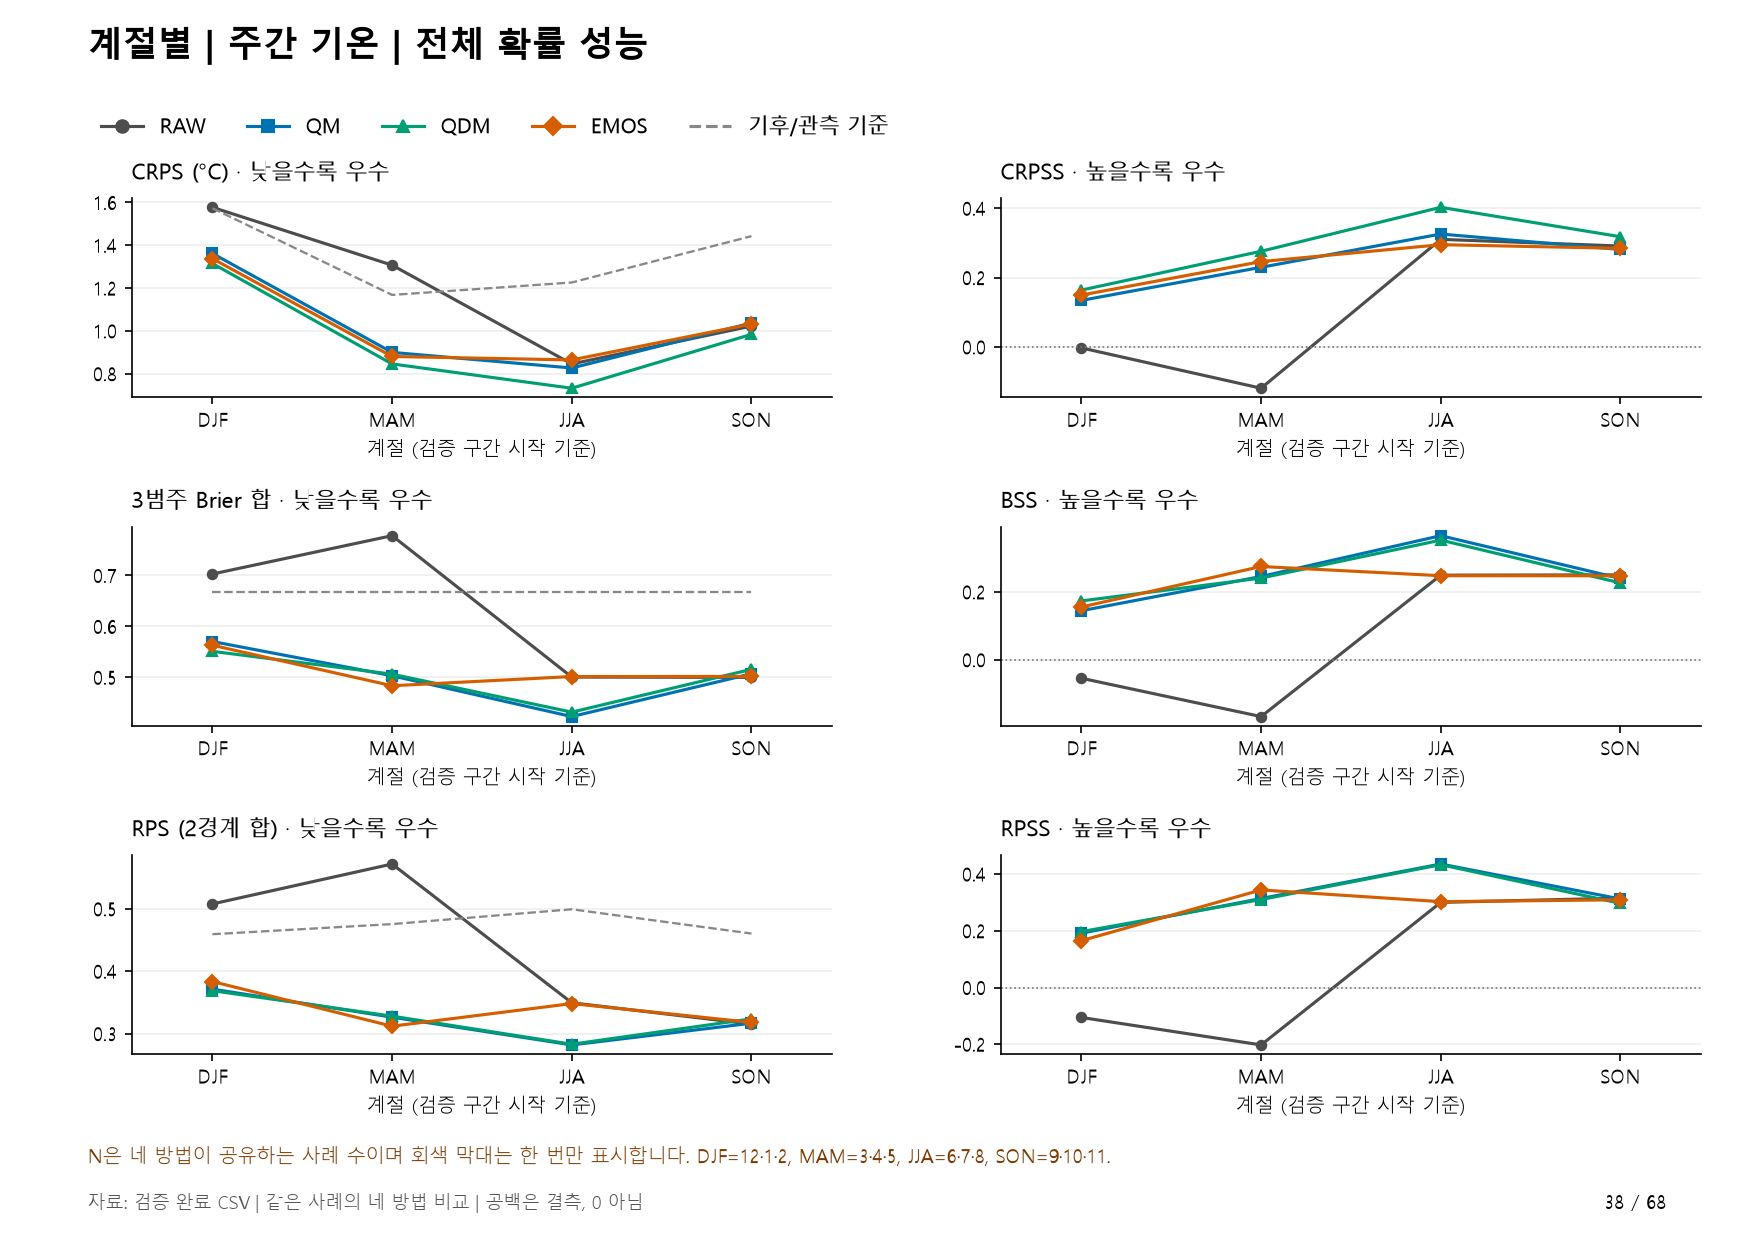 계절별 | 주간 기온 | 전체 확률 성능
RAW QM QDM EMOS 기후/관측 기준
CRPS (°C) · 낮을수록 우수
1.6
1.4
1.2
1.0
0.8
DJF MAM JJA SON
계절 (검증 구간 시작 기준)
CRPSS · 높을수록 우수
0.4
0.2
0.0
DJF MAM JJA SON
계절 (검증 구간 시작 기준)
3범주 Brier 합 · 낮을수록 우수
0.7
0.6
0.5
DJF MAM JJA SON
계절 (검증 구간 시작 기준)
BSS · 높을수록 우수
0.2
0.0
DJF MAM JJA SON
계절 (검증 구간 시작 기준)
RPS (2경계 합) · 낮을수록 우수
0.5
0.4
0.3
DJF MAM JJA SON
계절 (검증 구간 시작 기준)
RPSS · 높을수록 우수
0.4
0.2
0.0
-0.2
DJF MAM JJA SON
계절 (검증 구간 시작 기준)
N은 네 방법이 공유하는 사례 수이며 회색 막대는 한 번만 표시합니다. DJF=12·1·2, MAM=3·4·5, JJA=6·7·8, SON=9·10·11.
자료: 검증 완료 CSV | 같은 사례의 네 방법 비교 | 공백은 결측, 0 아님
38 / 68